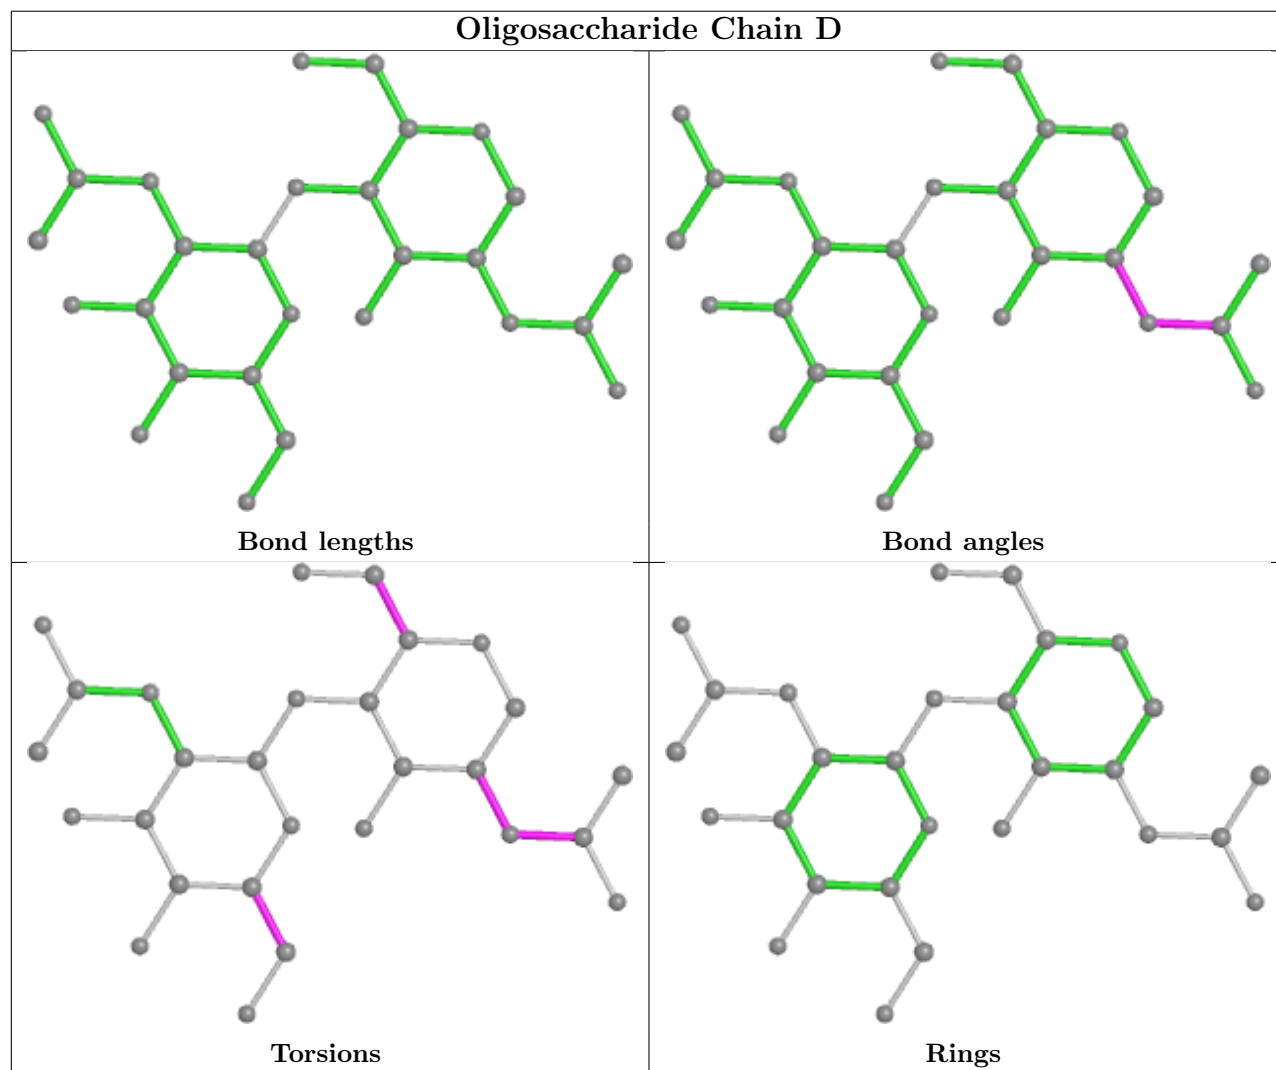 Oligosaccharide Chain D
Bond lengths
Bond angles
Torsions
Rings